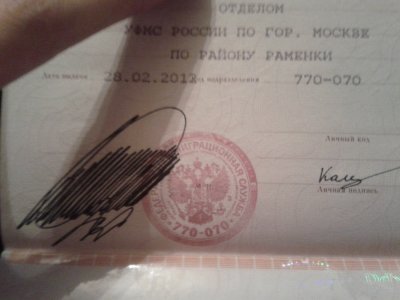 ОТДЕЛОМ
УФМС РОССИИ ПО ГОР. МОСКВЕ
ПО РАЙОНУ РАМЕНКИ
Дата выдачи 28.02.2012 подразделения 770-070
Личный код
Личная подпись
МИГРАЦИОННАЯ СЛУЖБА
770-070